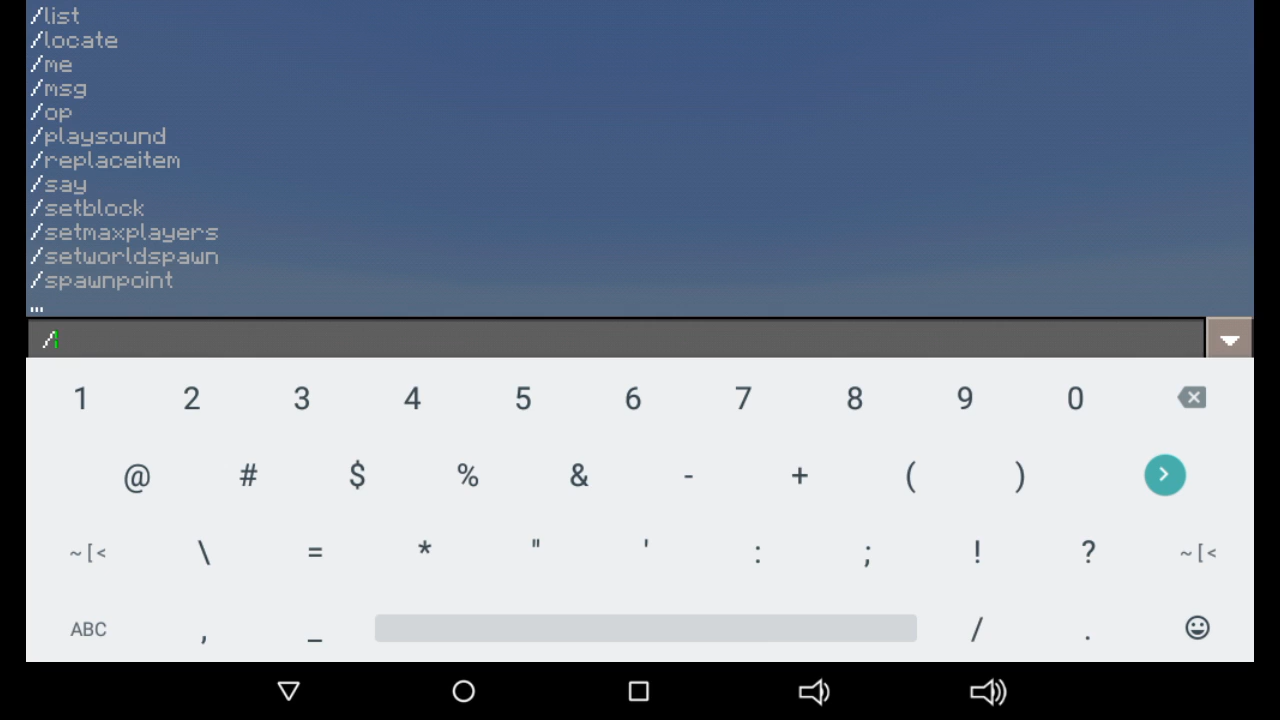 /list
/locate
/me
/msg
/op
/playsound
/replaceitem
/say
/setblock
/setmaxplayers
/setworldspawn
/spawnpoint
...
/
1 2 3 4 5 6 7 8 9 0
@ # $ % & - + ( )
~ [ < \ = * " ' : ; ! ? ~ [ <
ABC , _ / .